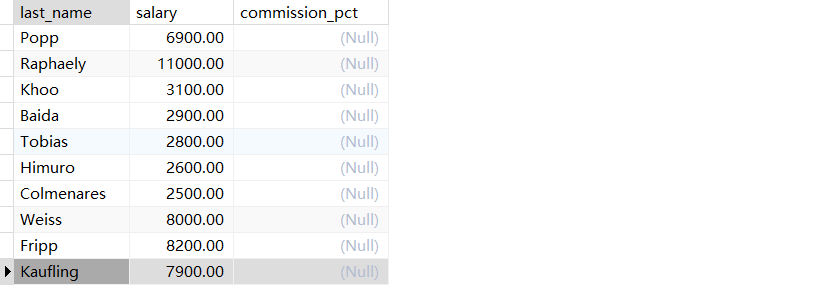 last_name salary commission_pct
Popp 6900.00 (Null)
Raphaely 11000.00 (Null)
Khoo 3100.00 (Null)
Baida 2900.00 (Null)
Tobias 2800.00 (Null)
Himuro 2600.00 (Null)
Colmenares 2500.00 (Null)
Weiss 8000.00 (Null)
Fripp 8200.00 (Null)
Kaufling 7900.00 (Null)